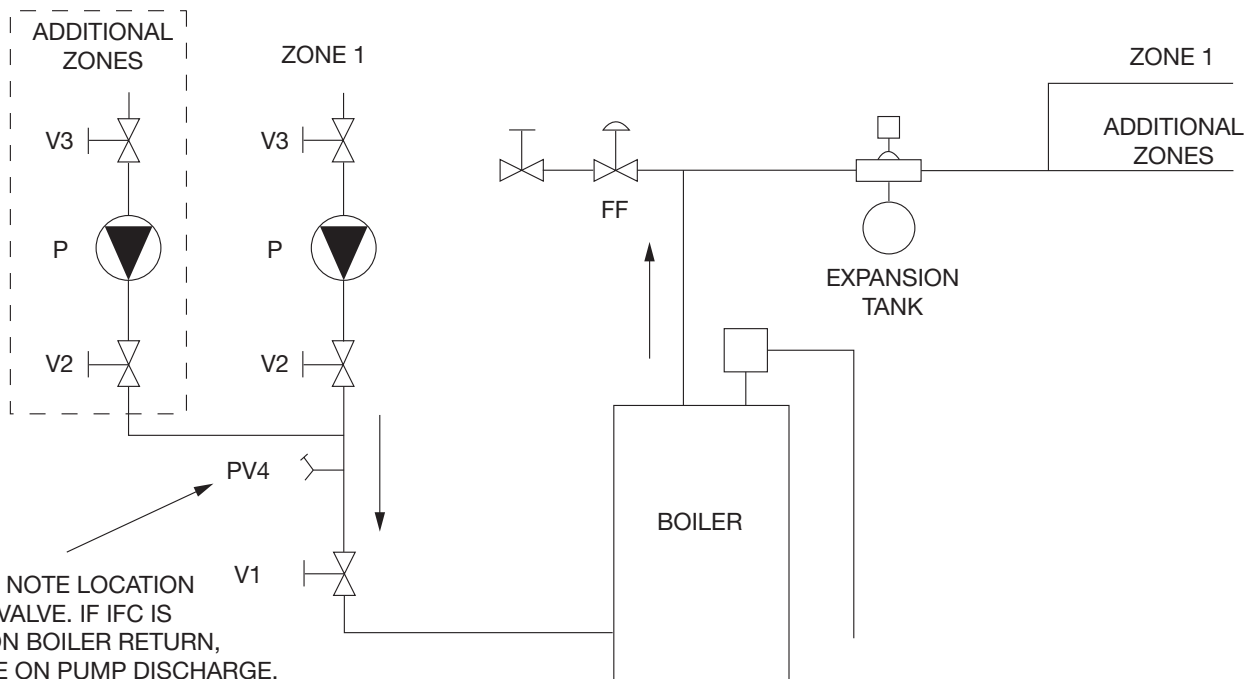 ADDITIONAL
ZONES
ZONE 1
V3
V3
P
P
V2
V2
PV4
V1
NOTE LOCATION
VALVE. IF IFC IS
ON BOILER RETURN,
E ON PUMP DISCHARGE.
FF
EXPANSION
TANK
BOILER
ZONE 1
ADDITIONAL
ZONES